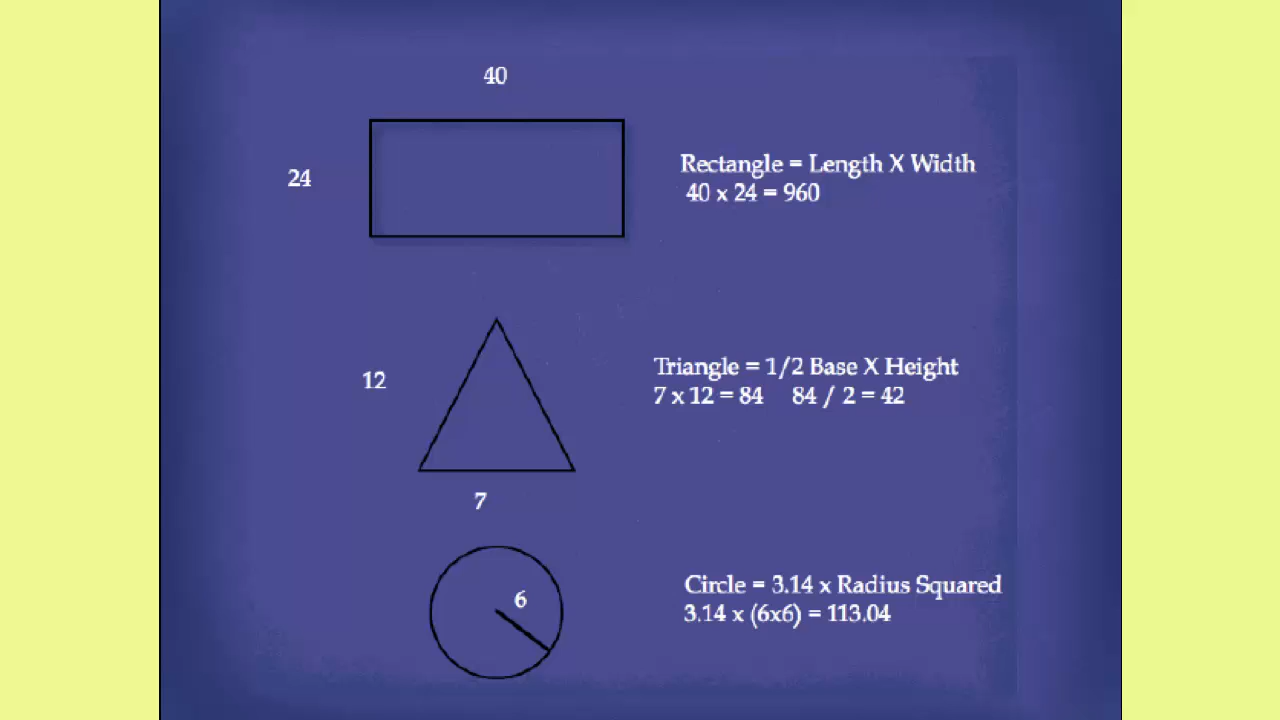 40
24
Rectangle = Length X Width
40 x 24 = 960
12
Triangle = 1/2 Base X Height
7 x 12 = 84 84 / 2 = 42
7
6
Circle = 3.14 x Radius Squared
3.14 x (6x6) = 113.04